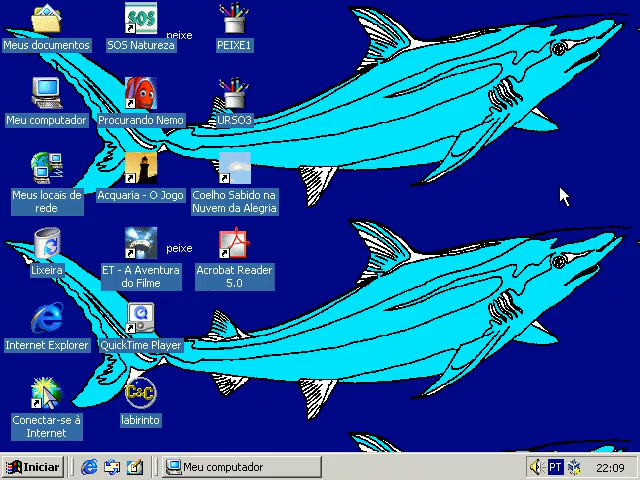 Meus documentos
SOS
SOS Natureza
peixe
PEIXE1
Meu computador
Procurando Nemo
URSO3
Meus locais de
rede
Acquaria - O Jogo
Coelho Sabido na
Nuvem da Alegria
Lixeira
ET - A Aventura
do Filme
peixe
Acrobat Reader
5.0
Internet Explorer
QuickTime Player
Conectar-se à
Internet
labirinto
Iniciar
Meu computador
PT
22:09